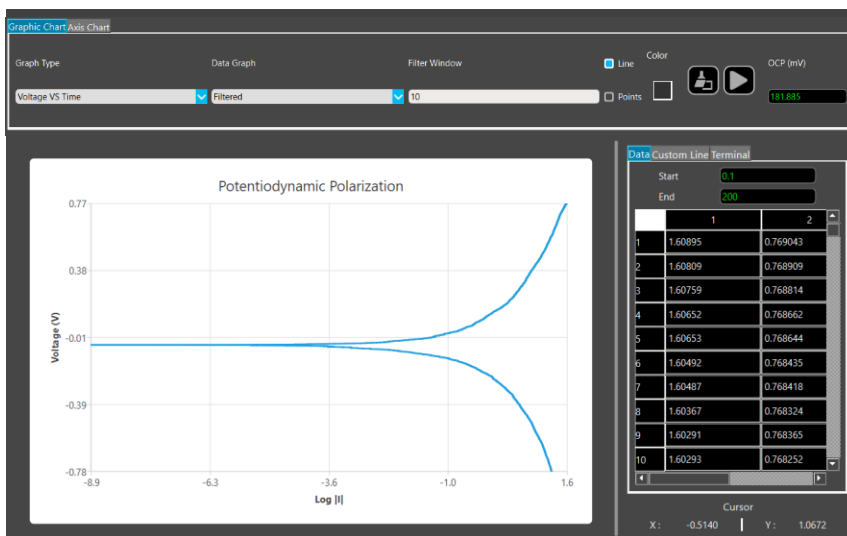 Graphic Chart Axis Chart
Graph Type Data Graph Filter Window Line Color OCP (mV)
Voltage VS Time Filtered 10 Points 181.885
Data Custom Line Terminal
Start 0.1
End 200
Potentiodynamic Polarization
0.77
0.38
-0.01
-0.39
-0.78
Voltage (V)
-8.9 -6.3 -3.6 -1.0 1.6
Log |I|
1 2
1 1.60895 0.769043
2 1.60809 0.768909
3 1.60759 0.768814
4 1.60652 0.768662
5 1.60653 0.768644
6 1.60492 0.768435
7 1.60487 0.768418
8 1.60367 0.768324
9 1.60291 0.768365
10 1.60293 0.768252
Cursor
X : -0.5140 Y : 1.0672